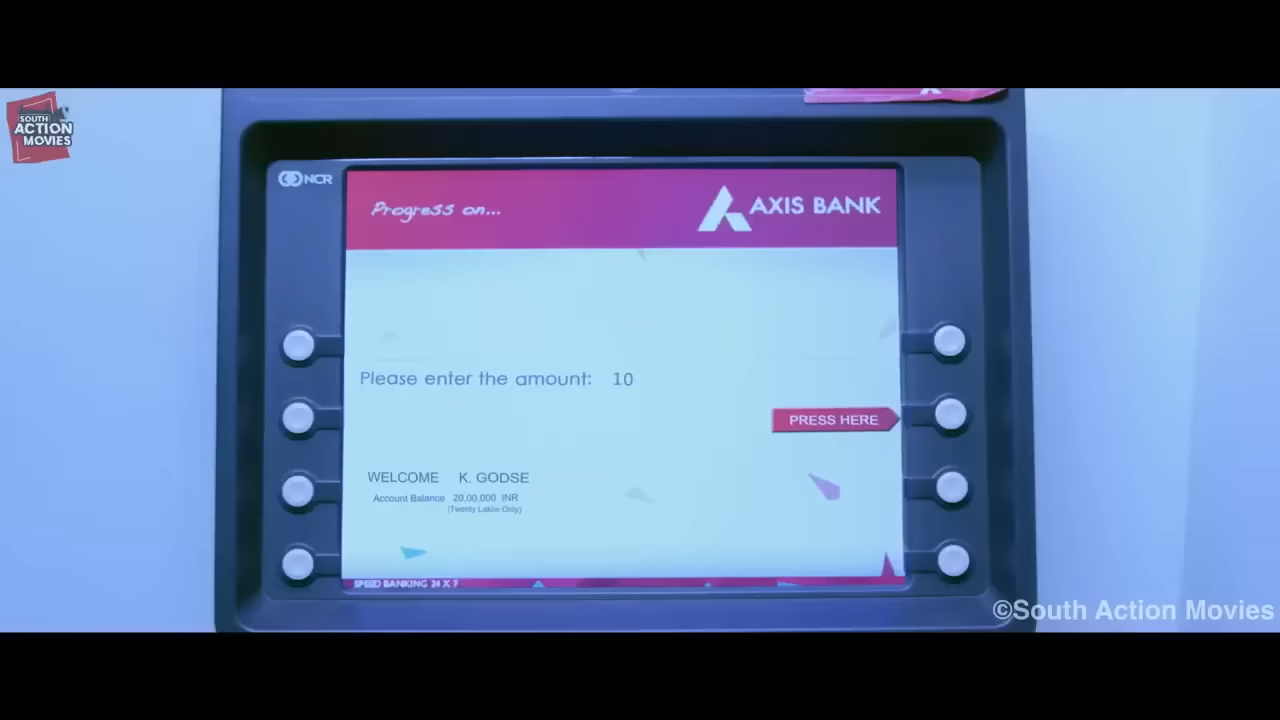 SOUTH
ACTION
MOVIES
NCR
Progress on...
AXIS BANK
Please enter the amount: 10
PRESS HERE
WELCOME K. GODSE
Account Balance 20,00,000 INR
(Twenty Lakhs Only)
SPEED BANKING 24 X 7
©South Action Movies